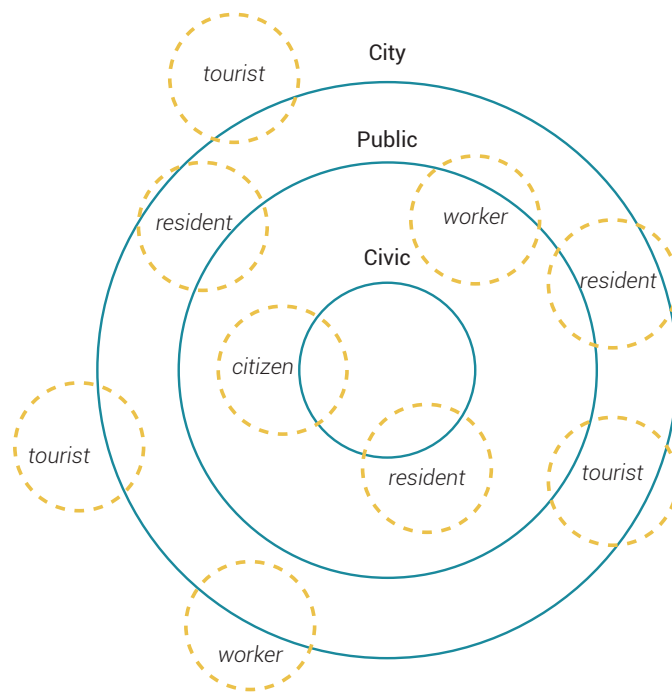 City
tourist
Public
resident
worker
Civic
resident
citizen
tourist
resident
tourist
worker